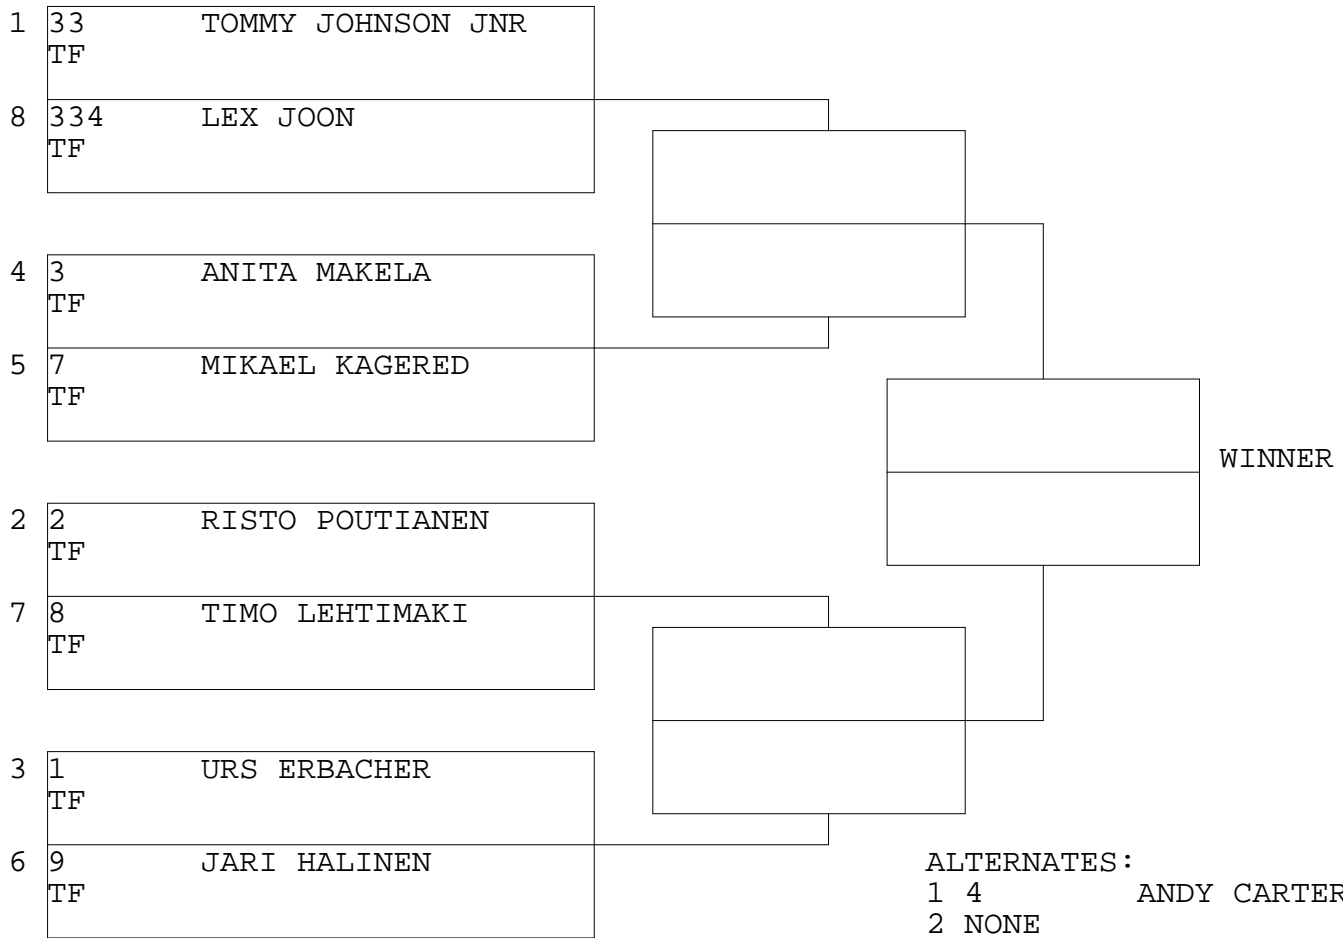 1 33 TOMMY JOHNSON JNR
TF
8 334 LEX JOON
TF
4 3 ANITA MAKELA
TF
5 7 MIKAEL KAGERED
TF
WINNER
2 2 RISTO POUTIANEN
TF
7 8 TIMO LEHTIMAKI
TF
3 1 URS ERBACHER
TF
6 9 JARI HALINEN
TF
ALTERNATES:
1 4 ANDY CARTER
2 NONE